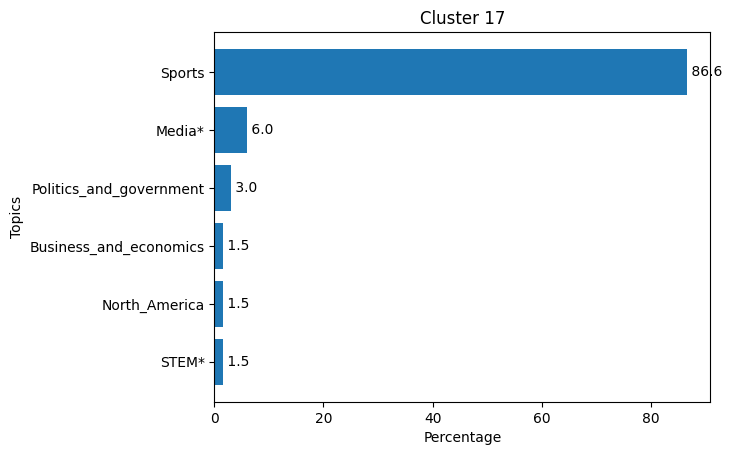 Cluster 17
Sports 86.6
Media* 6.0
Politics_and_government 3.0
Business_and_economics 1.5
North_America 1.5
STEM* 1.5
Topics
0 20 40 60 80
Percentage